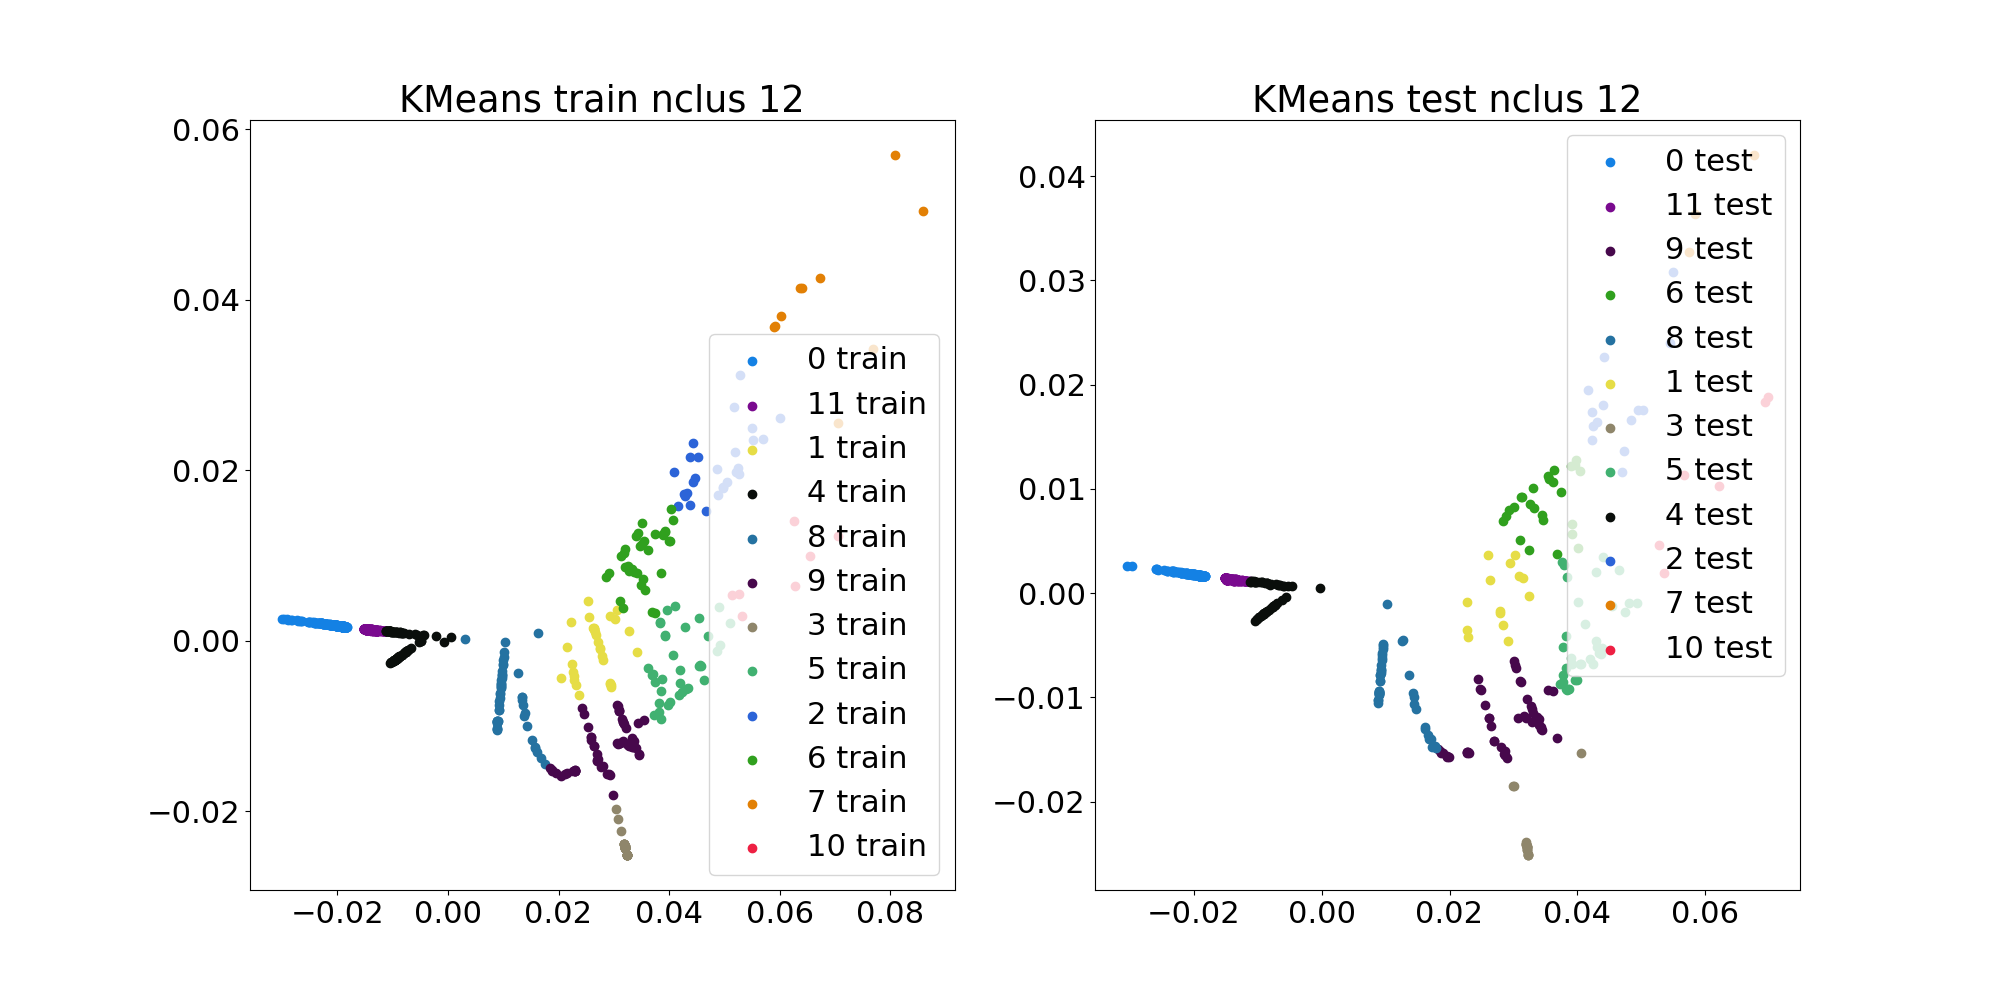 KMeans train nclus 12
0.06
0.04
0.02
0.00
−0.02
−0.02 0.00 0.02 0.04 0.06 0.08
0 train
11 train
1 train
4 train
8 train
9 train
3 train
5 train
2 train
6 train
7 train
10 train
KMeans test nclus 12
0.04
0.03
0.02
0.01
0.00
−0.01
−0.02
−0.02 0.00 0.02 0.04 0.06
0 test
11 test
9 test
6 test
8 test
1 test
3 test
5 test
4 test
2 test
7 test
10 test